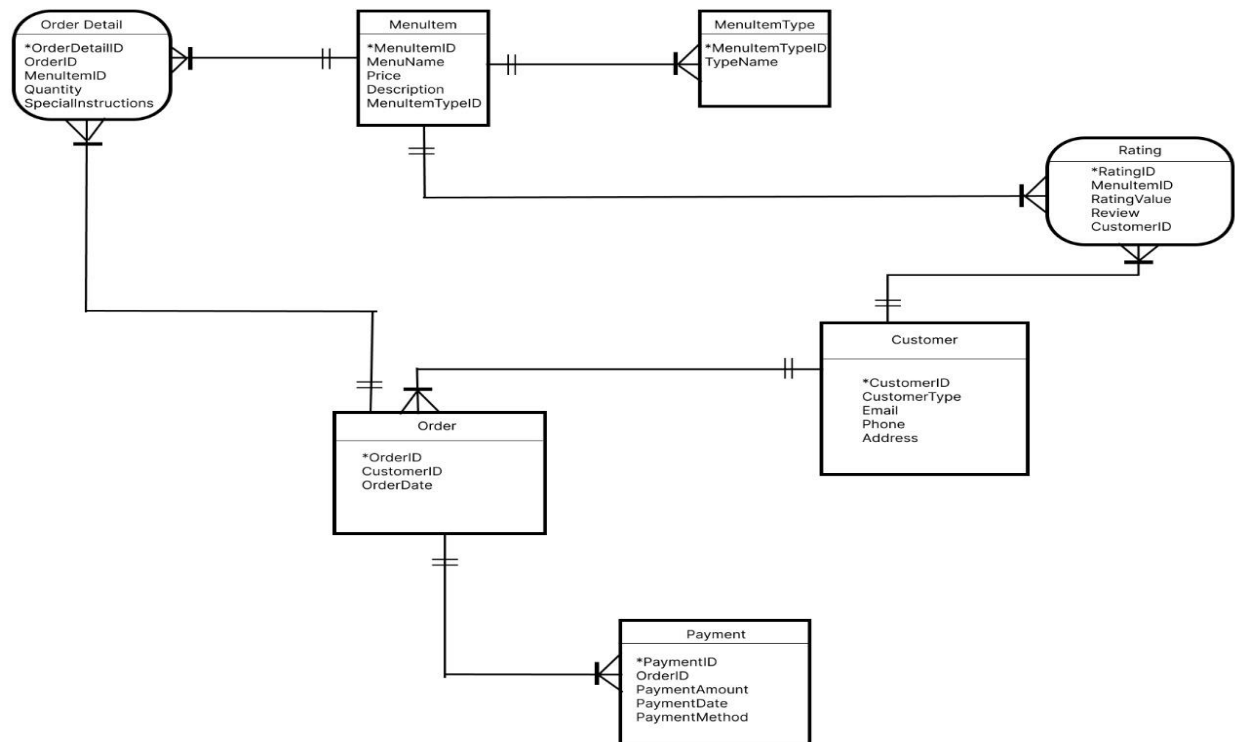 Order Detail
*OrderDetailID
OrderID
MenuItemID
Quantity
SpecialInstructions
MenuItem
*MenuItemID
MenuName
Price
Description
MenuItemTypeID
MenuItemType
*MenuItemTypeID
TypeName
Rating
*RatingID
MenuItemID
RatingValue
Review
CustomerID
Customer
*CustomerID
CustomerType
Email
Phone
Address
Order
*OrderID
CustomerID
OrderDate
Payment
*PaymentID
OrderID
PaymentAmount
PaymentDate
PaymentMethod